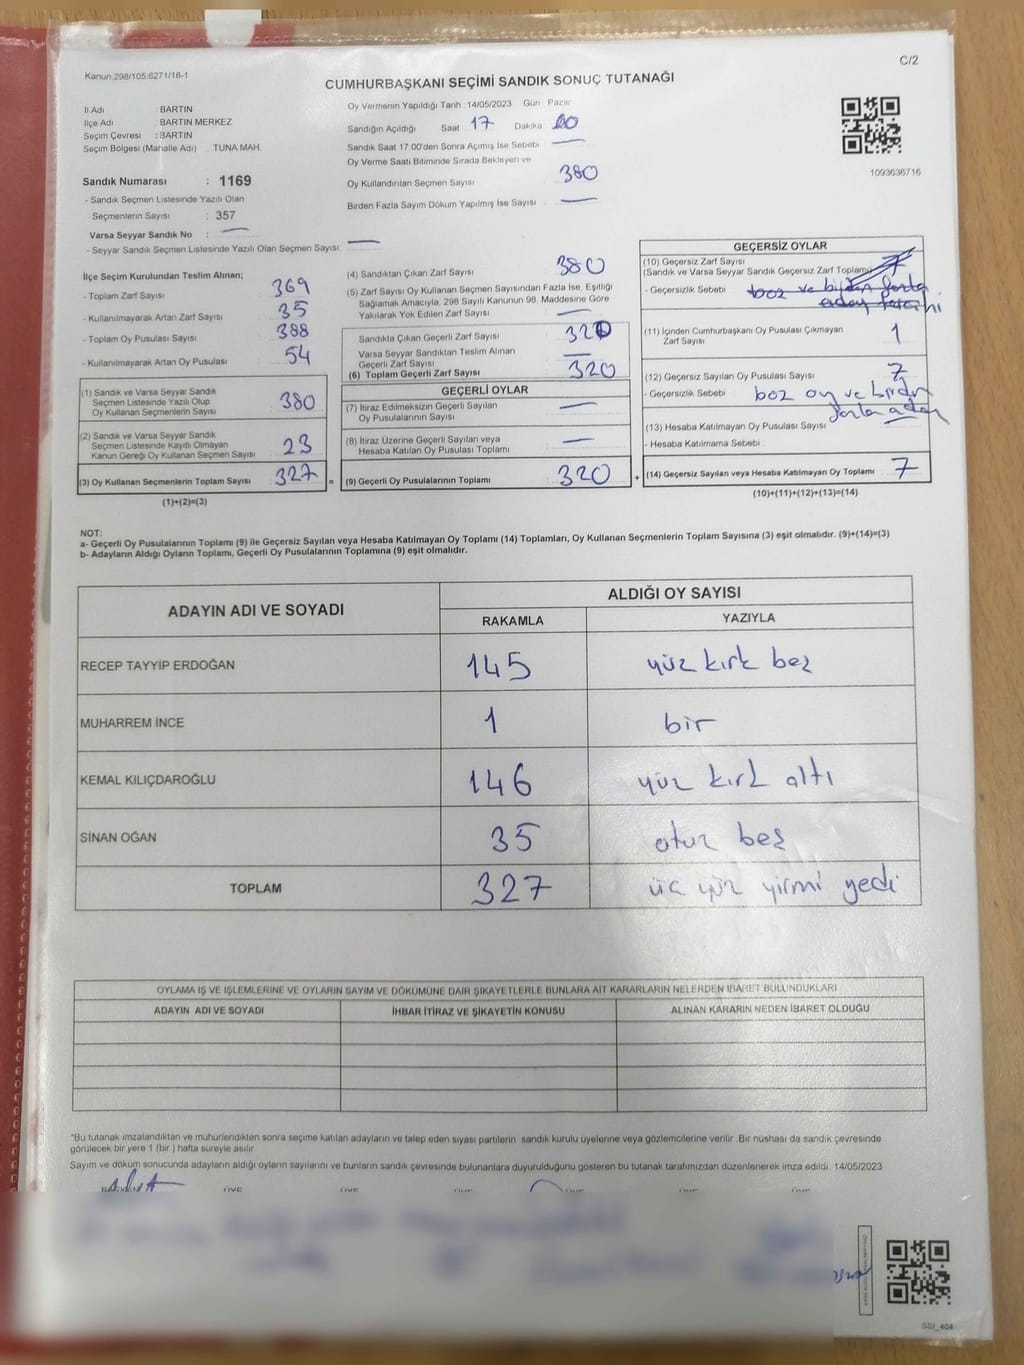 Kanun:298/105:6271/18-1
C/2
CUMHURBAŞKANI SEÇİMİ SANDIK SONUÇ TUTANAĞI
İl Adı : BARTIN
İlçe Adı : BARTIN MERKEZ
Seçim Çevresi : BARTIN
Seçim Bölgesi (Mahalle Adı) TUNA MAH.
Sandık Numarası : 1169
- Sandık Seçmen Listesinde Yazılı Olan
Seçmenlerin Sayısı : 357
Varsa Seyyar Sandık No : —
- Seyyar Sandık Seçmen Listesinde Yazılı Olan Seçmen Sayısı : —
Oy Vermenin Yapıldığı Tarih :14/05/2023 Gün : Pazar
Sandığın Açıldığı Saat 17 Dakika
Sandık Saat 17.00'den Sonra Açımış İse Sebebi : —
Oy Verme Saati Bitiminde Sırada Bekleyen ve
Oy Kullandırılan Seçmen Sayısı : 380
Birden Fazla Sayım Döküm Yapılmış İse Sayısı : —
1093636716
İlçe Seçim Kurulundan Teslim Alınan;
- Toplam Zarf Sayısı : 369
- Kullanılmayarak Artan Zarf Sayısı : 35
- Toplam Oy Pusulası Sayısı : 388
- Kullanılmayarak Artan Oy Pusulası : 54
(1) Sandık ve Varsa Seyyar Sandık
Seçmen Listesinde Yazılı Olup
Oy Kullanan Seçmenlerin Sayısı : 380
(2) Sandık ve Varsa Seyyar Sandık
Seçmen Listesinde Kayıtlı Olmayan
Kanun Gereği Oy Kullanan Seçmen Sayısı : 23
(3) Oy Kullanan Seçmenlerin Toplam Sayısı : 327
(1)+(2)=(3)
=
(4) Sandıktan Çıkan Zarf Sayısı : 380
(5) Zarf Sayısı Oy Kullanan Seçmen Sayısından Fazla İse, Eşitliği
Sağlamak Amacıyla, 298 Sayılı Kanunun 98. Maddesine Göre
Yakılarak Yok Edilen Zarf Sayısı : —
Sandıkta Çıkan Geçerli Zarf Sayısı : 320
Varsa Seyyar Sandıktan Teslim Alınan
Geçerli Zarf Sayısı : —
(6) Toplam Geçerli Zarf Sayısı : 320
GEÇERLİ OYLAR
(7) İtiraz Edilmeksizin Geçerli Sayılan
Oy Pusulalarının Sayısı : —
(8) İtiraz Üzerine Geçerli Sayılan veya
Hesaba Katılan Oy Pusulası Toplamı : —
(9) Geçerli Oy Pusulalarının Toplamı : 320
+
GEÇERSİZ OYLAR
(10) Geçersiz Zarf Sayısı
(Sandık ve Varsa Seyyar Sandık Geçersiz Zarf Toplamı) : 7
- Geçersizlik Sebebi : boz ve birden fazla
(11) İçinden Cumhurbaşkanı Oy Pusulası Çıkmayan
Zarf Sayısı : 1
(12) Geçersiz Sayılan Oy Pusulası Sayısı : 7
- Geçersizlik Sebebi : boz oy ve birden
fazla aday
(13) Hesaba Katılmayan Oy Pusulası Sayısı :
- Hesaba Katılmama Sebebi :
(14) Geçersiz Sayılan veya Hesaba Katılmayan Oy Toplamı : 7
(10)+(11)+(12)+(13)=(14)
NOT:
a- Geçerli Oy Pusulalarının Toplamı (9) ile Geçersiz Sayılan veya Hesaba Katılmayan Oy Toplamı (14) Toplamları, Oy Kullanan Seçmenlerin Toplam Sayısına (3) eşit olmalıdır. (9)+(14)=(3)
b- Adayların Aldığı Oyların Toplamı, Geçerli Oy Pusulalarının Toplamına (9) eşit olmalıdır.
ADAYIN ADI VE SOYADI ALDIĞI OY SAYISI
RAKAMLA YAZIYLA
RECEP TAYYİP ERDOĞAN 145 yüz kırk beş
MUHARREM İNCE 1 bir
KEMAL KILIÇDAROĞLU 146 yüz kırk altı
SİNAN OĞAN 35 otuz beş
TOPLAM 327 üç yüz yirmi yedi
OYLAMA İŞ VE İŞLEMLERİNE VE OYLARIN SAYIM VE DÖKÜMÜNE DAİR ŞİKAYETLERLE BUNLARA AİT KARARLARIN NELERDEN İBARET BULUNDUKLARI
ADAYIN ADI VE SOYADI İHBAR İTİRAZ VE ŞİKAYETİN KONUSU ALINAN KARARIN NEDEN İBARET OLDUĞU
*Bu tutanak imzalandıktan ve mühürlendikten sonra seçime katılan adayların ve talep eden siyasi partilerin sandık kurulu üyelerine veya gözlemcilerine verilir. Bir nüshası da sandık çevresinde
görülecek bir yere 1 (bir ) hafta süreyle asılır.
Sayım ve döküm sonucunda adayların aldığı oyların sayılarını ve bunların sandık çevresinde bulunanlara duyurulduğunu gösteren bu tutanak tarafımızdan düzenlenerek imza edildi. 14/05/2023